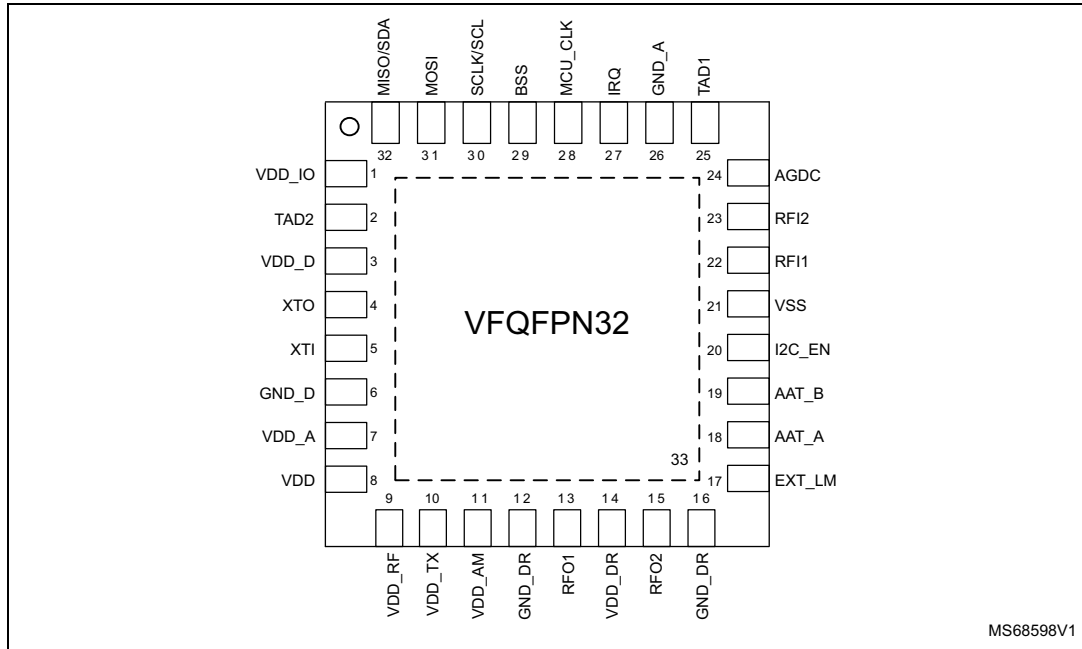 MISO/SDA
MOSI
SCLK/SCL
BSS
MCU_CLK
IRQ
GND_A
TAD1
32
31
30
29
28
27
26
25
VDD_IO 1
TAD2 2
VDD_D 3
XTO 4
XTI 5
GND_D 6
VDD_A 7
VDD 8
VFQFPN32
24 AGDC
23 RFI2
22 RFI1
21 VSS
20 I2C_EN
19 AAT_B
18 AAT_A
17 EXT_LM
33
9
10
11
12
13
14
15
16
VDD_RF
VDD_TX
VDD_AM
GND_DR
RFO1
VDD_DR
RFO2
GND_DR
MS68598V1